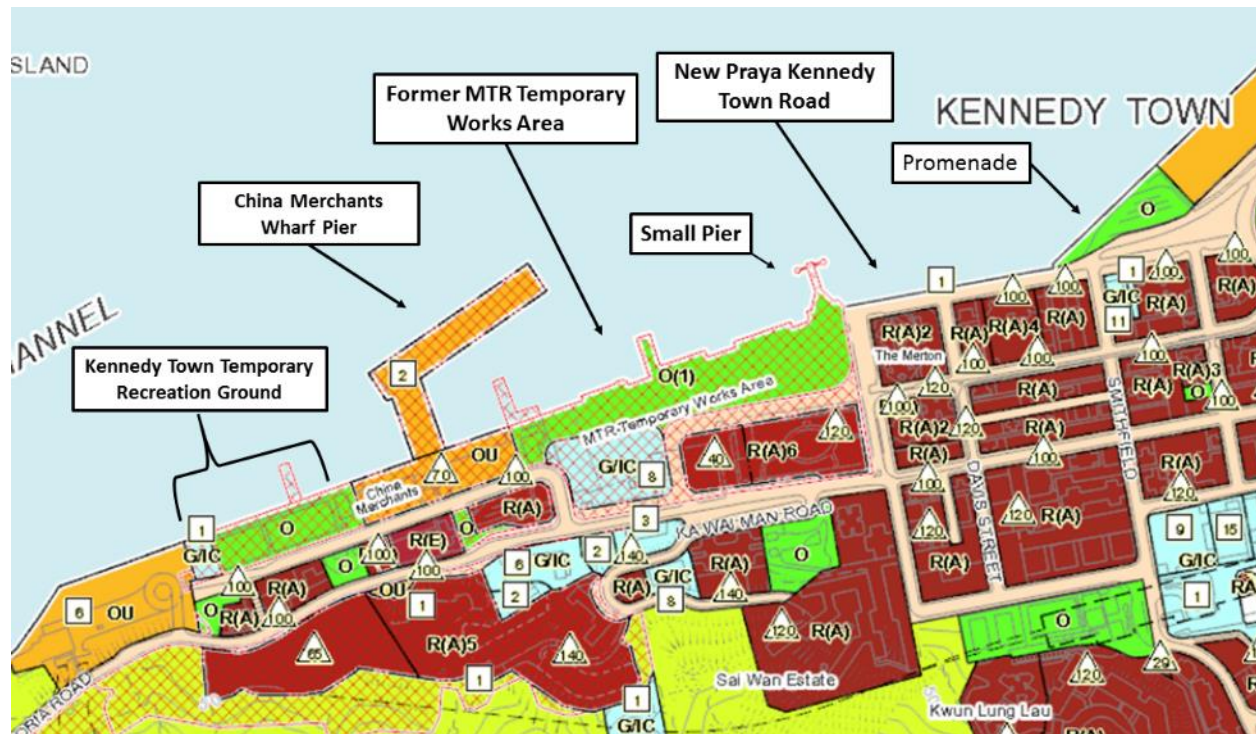 SLAND
Former MTR Temporary
Works Area
New Praya Kennedy
Town Road
KENNEDY TOWN
Promenade
China Merchants
Wharf Pier
Small Pier
HANNEL
Kennedy Town Temporary
Recreation Ground
O
1
100
100
100
100
1
100
G/IC
R(A)
R(A)
11
R(A)2
R(A)
R(A)4
R(A)
The Merton
100
100
100
R(A)3
O
100
2
O(1)
MTR-Temporary Works Area
120
R(A)
R(A)
100
R(A)2
120
R(A)
100
SMITHFIELD
R(A)
120
70
OU
100
G/IC
8
40
R(A)6
120
China
Merchants
R(A)
100
DAVIS STREET
120
R(A)
120
R(A)
1
G/IC
O
100
R(E)
100
O
3
KA WAI MAN ROAD
2
140
6
G/IC
2
O
9
15
G/IC
1
6
OU
100
O
R(A)
R(A)
100
OU
1
R(A)
G/IC
8
R(A)
140
O
65
R(A)5
140
120
R(A)
Sai Wan Estate
120
29
1
1
G/IC
Kwun Lung Lau
R(A)
ORIA ROAD